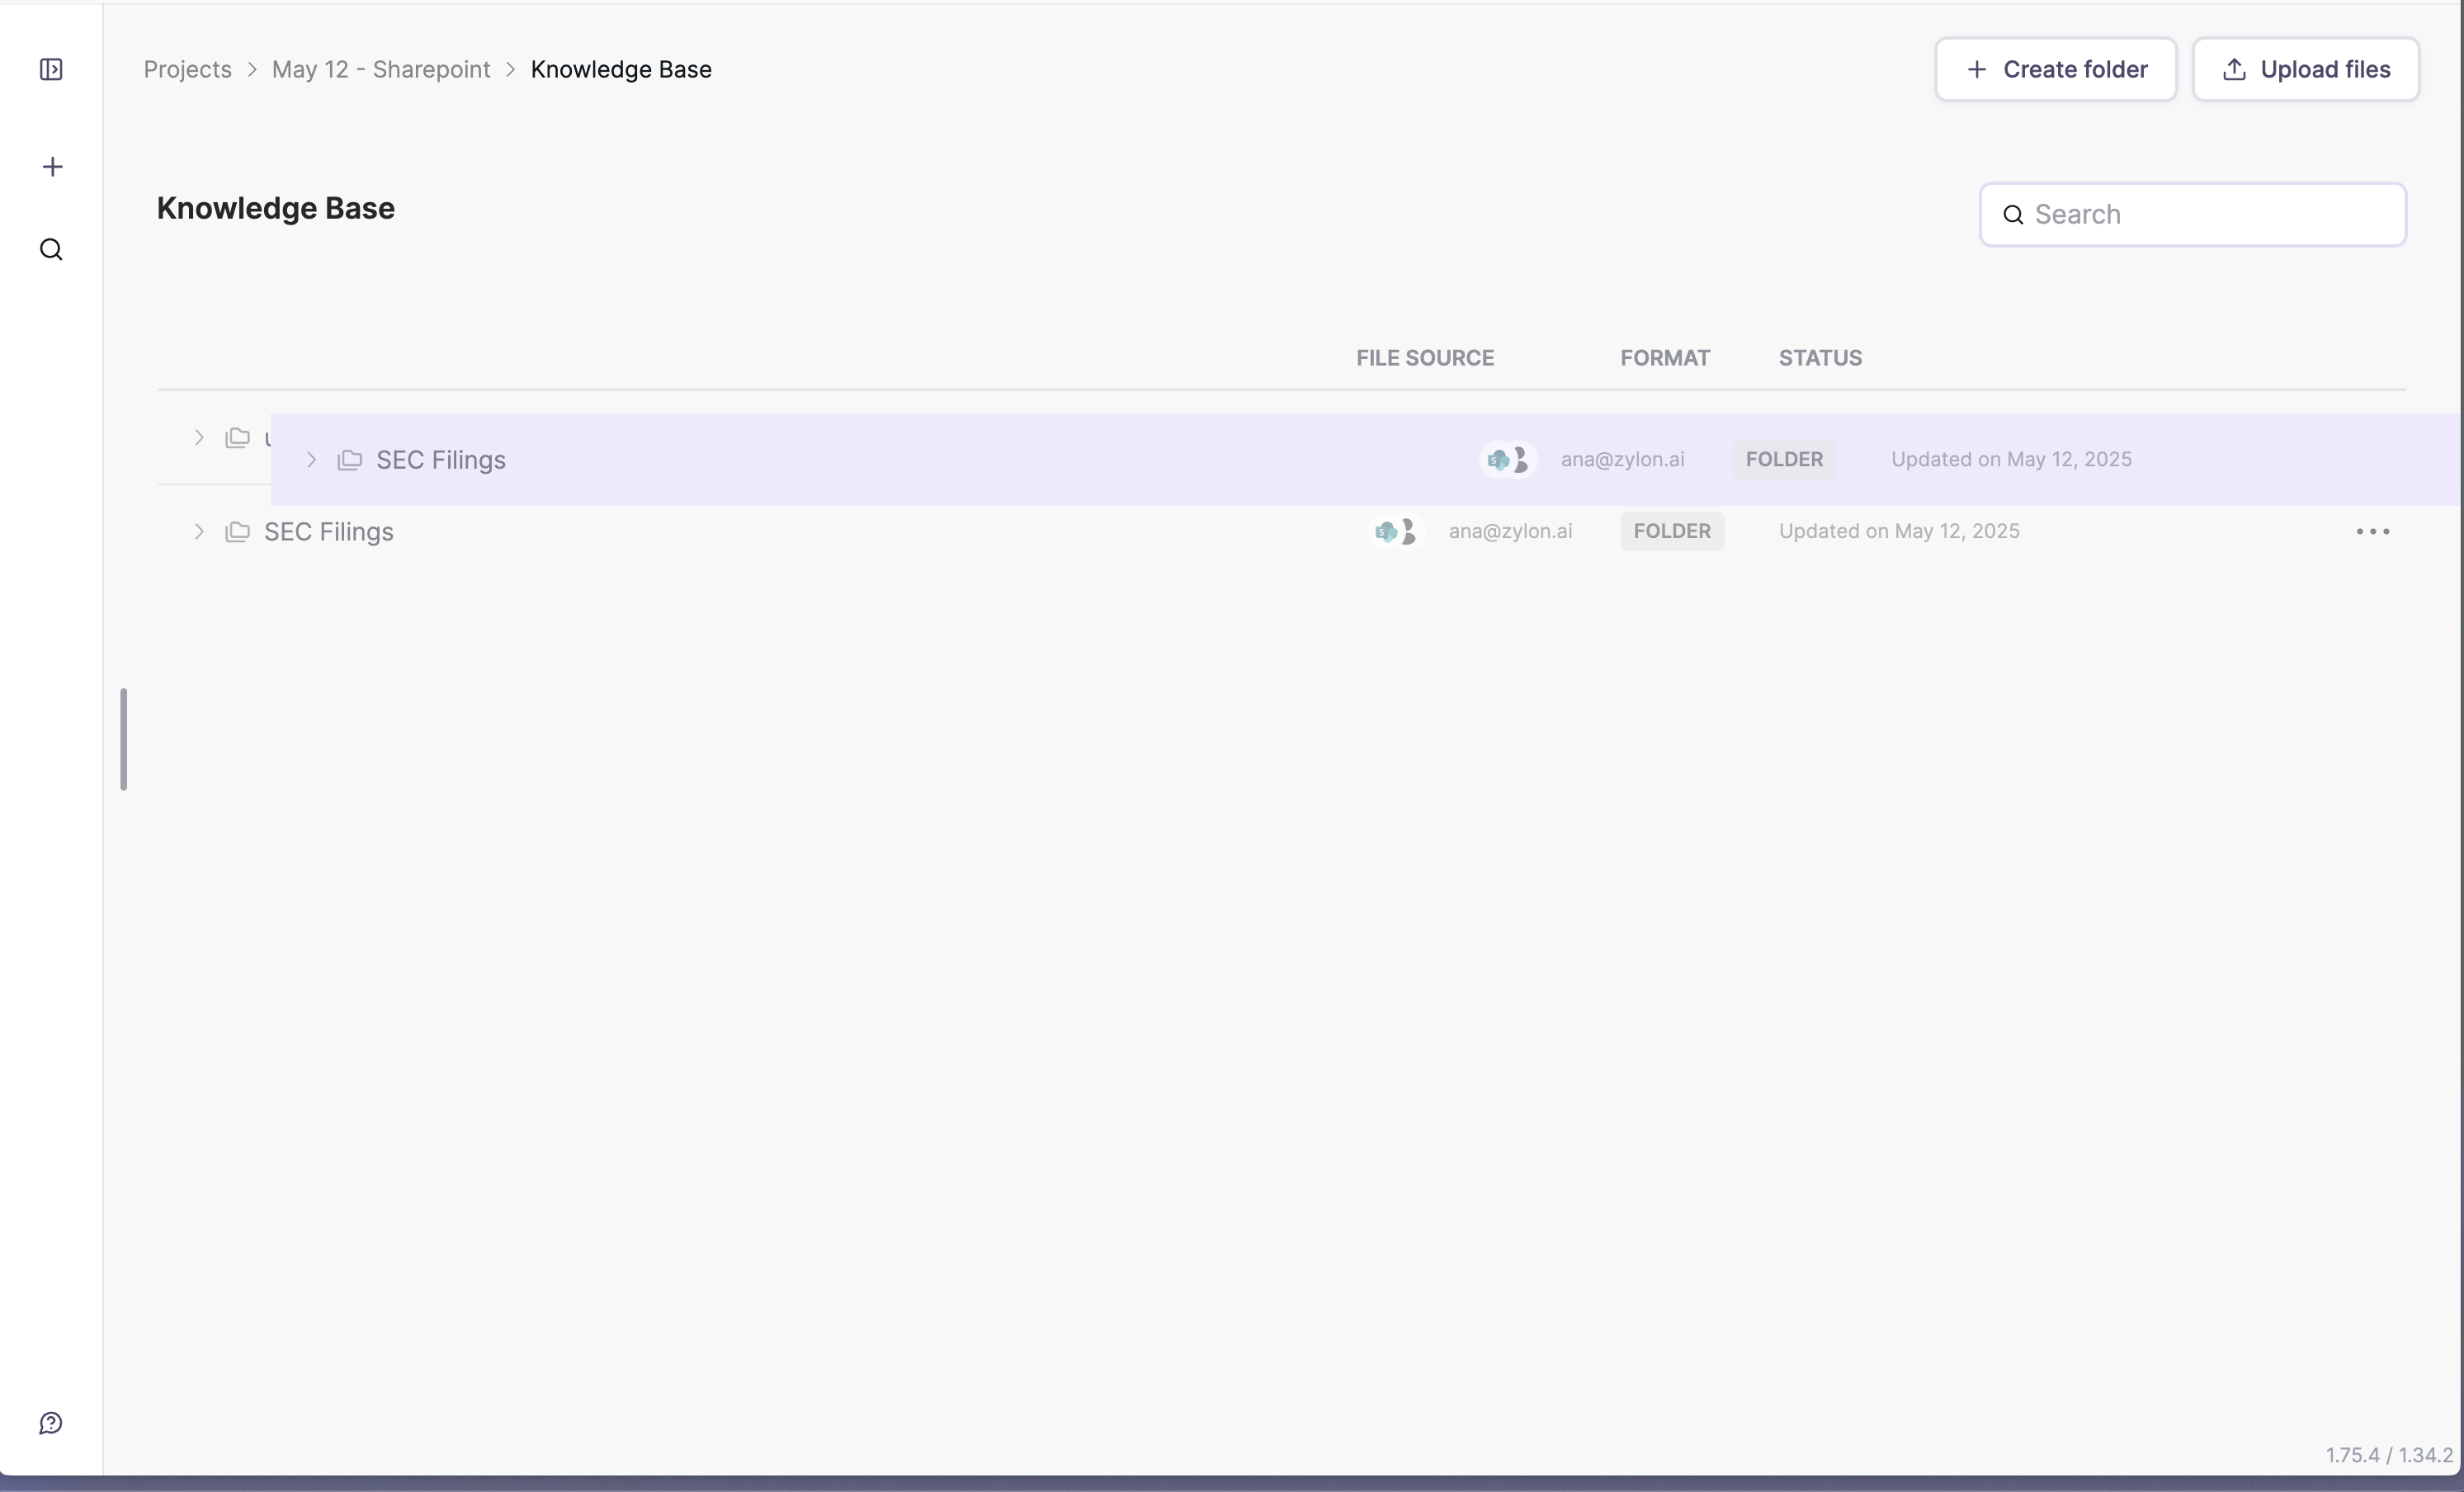 Projects > May 12 - Sharepoint > Knowledge Base
Create folder
Upload files
Knowledge Base
Search
FILE SOURCE FORMAT STATUS
SEC Filings ana@zylon.ai FOLDER Updated on May 12, 2025
SEC Filings ana@zylon.ai FOLDER Updated on May 12, 2025
1.75.4 / 1.34.2